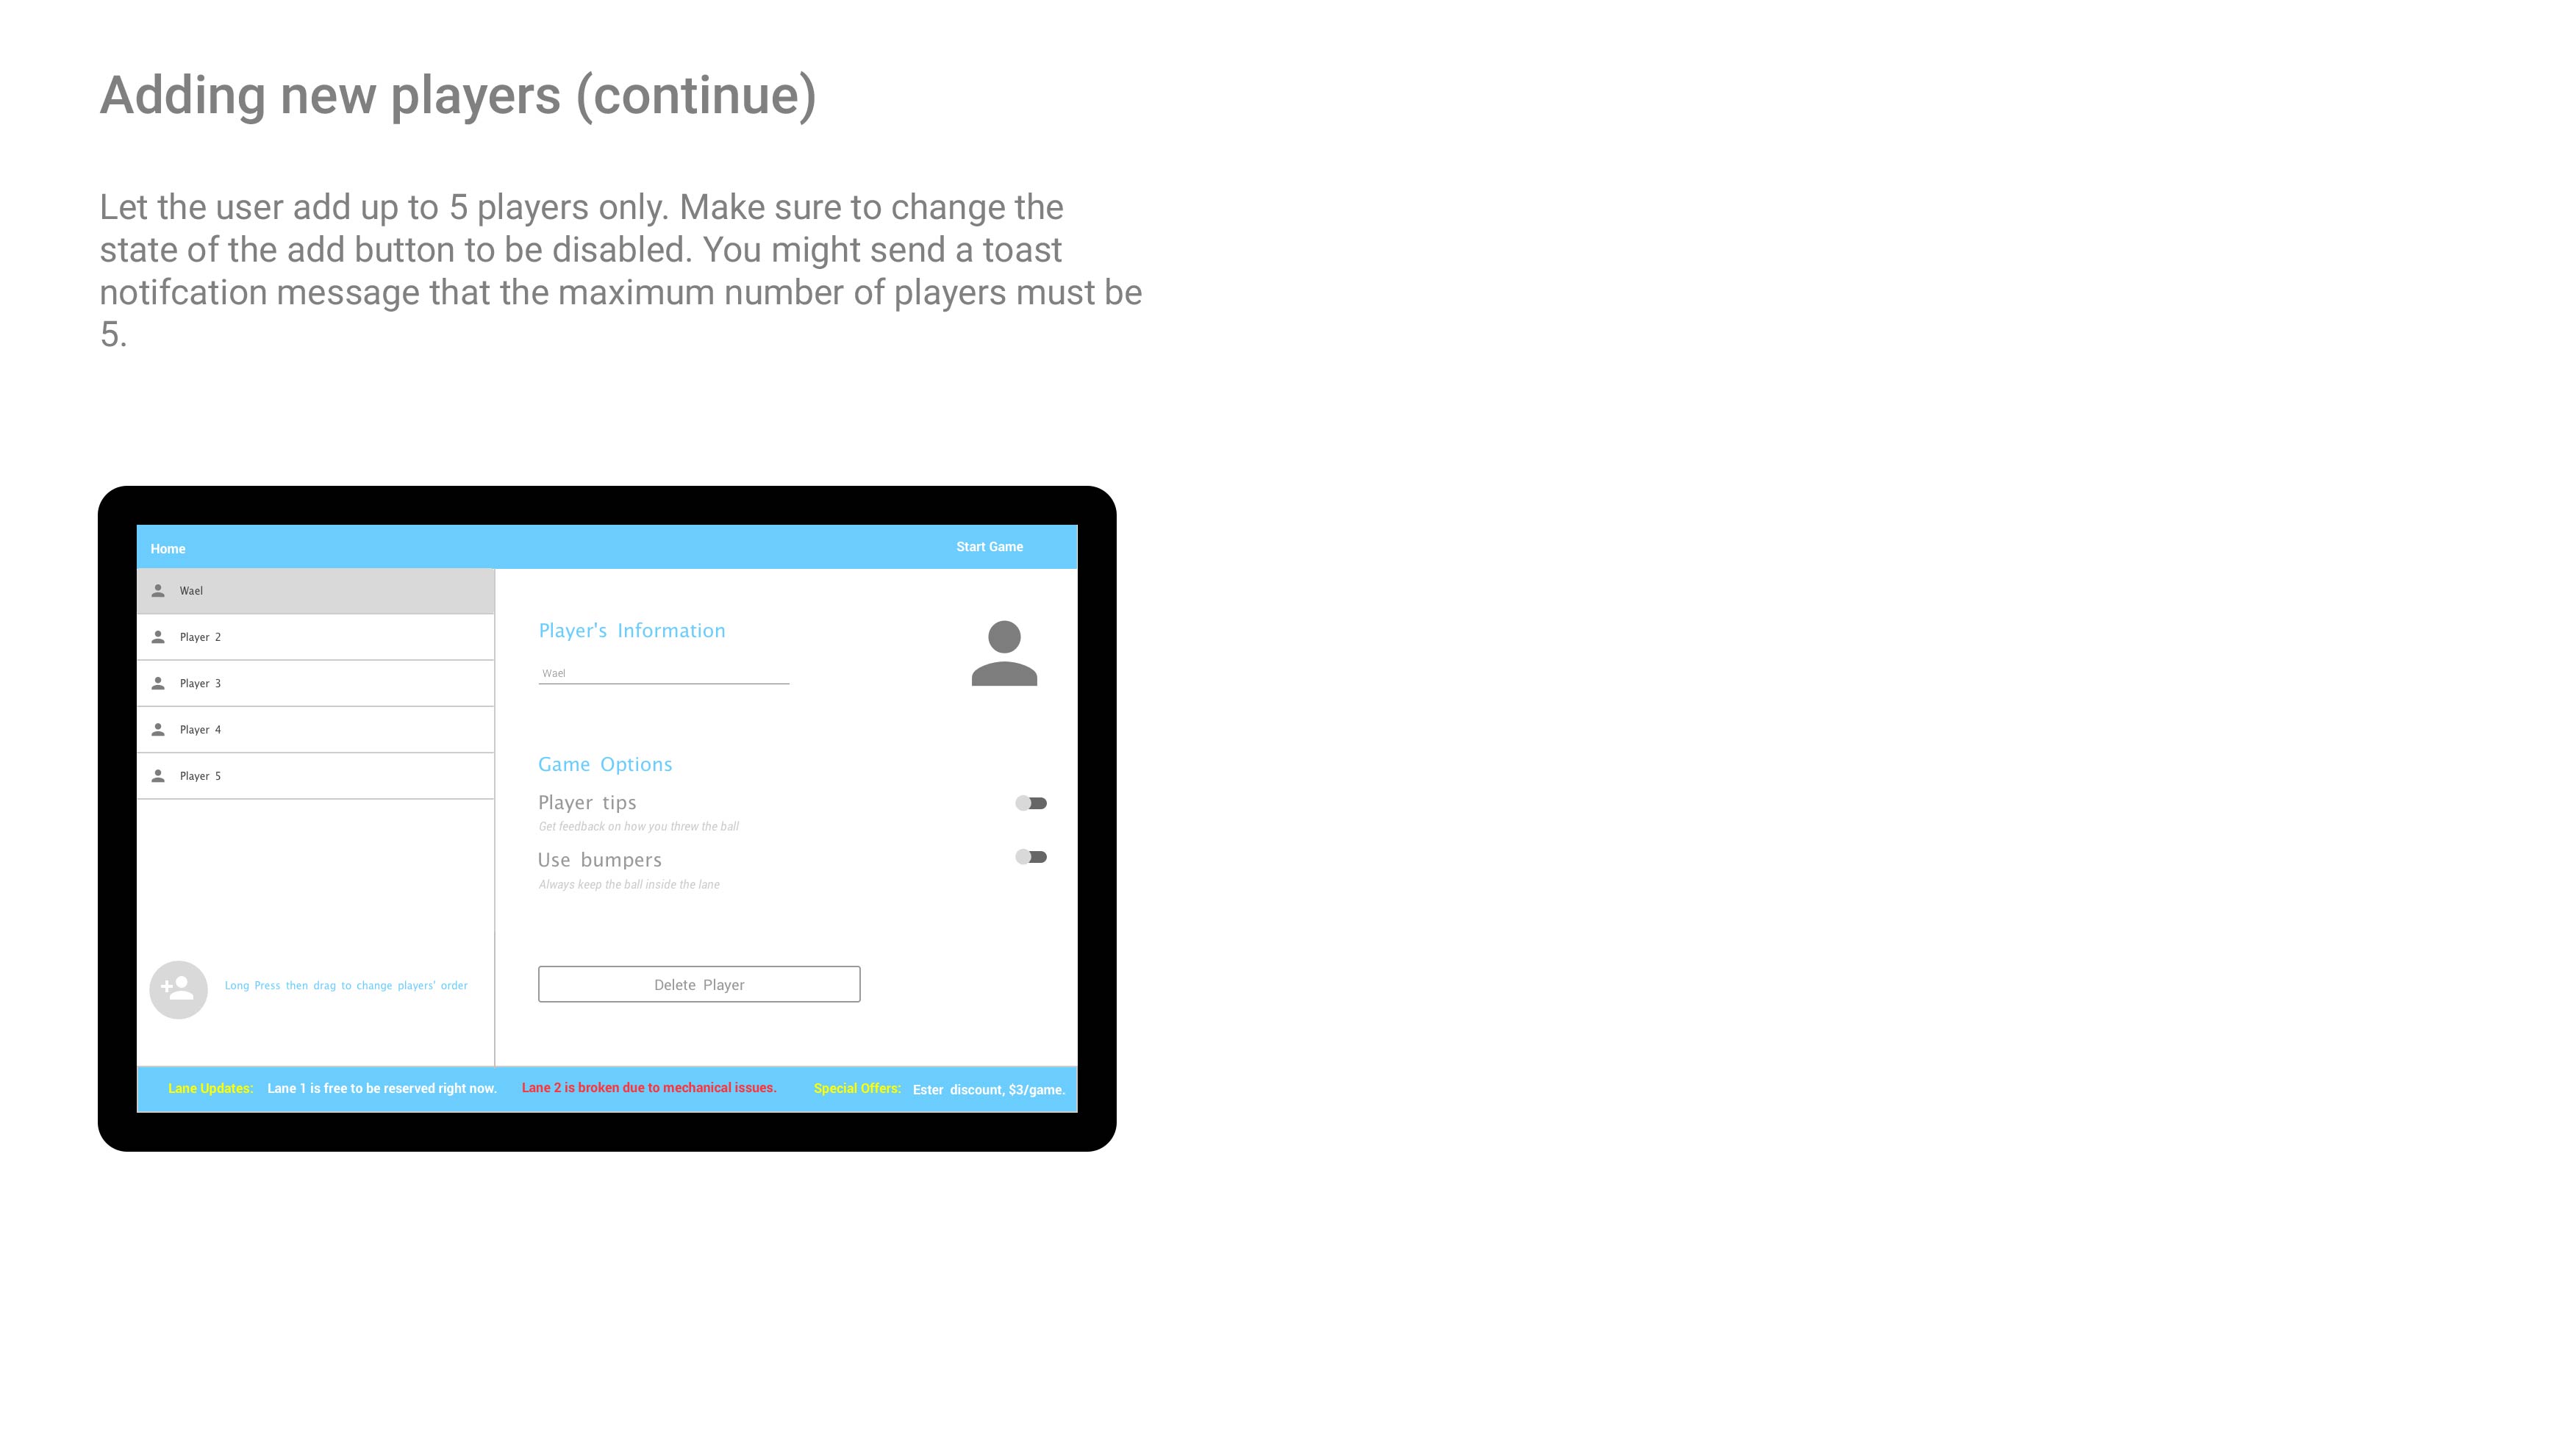 Adding new players (continue)
Let the user add up to 5 players only. Make sure to change the
state of the add button to be disabled. You might send a toast
notifcation message that the maximum number of players must be
5.
Home
Start Game
Wael
Player 2
Player 3
Player 4
Player 5
Long Press then drag to change players' order
Player's Information
Wael
Game Options
Player tips
Get feedback on how you threw the ball
Use bumpers
Always keep the ball inside the lane
Delete Player
Lane Updates: Lane 1 is free to be reserved right now. Lane 2 is broken due to mechanical issues. Special Offers: Ester discount, $3/game.